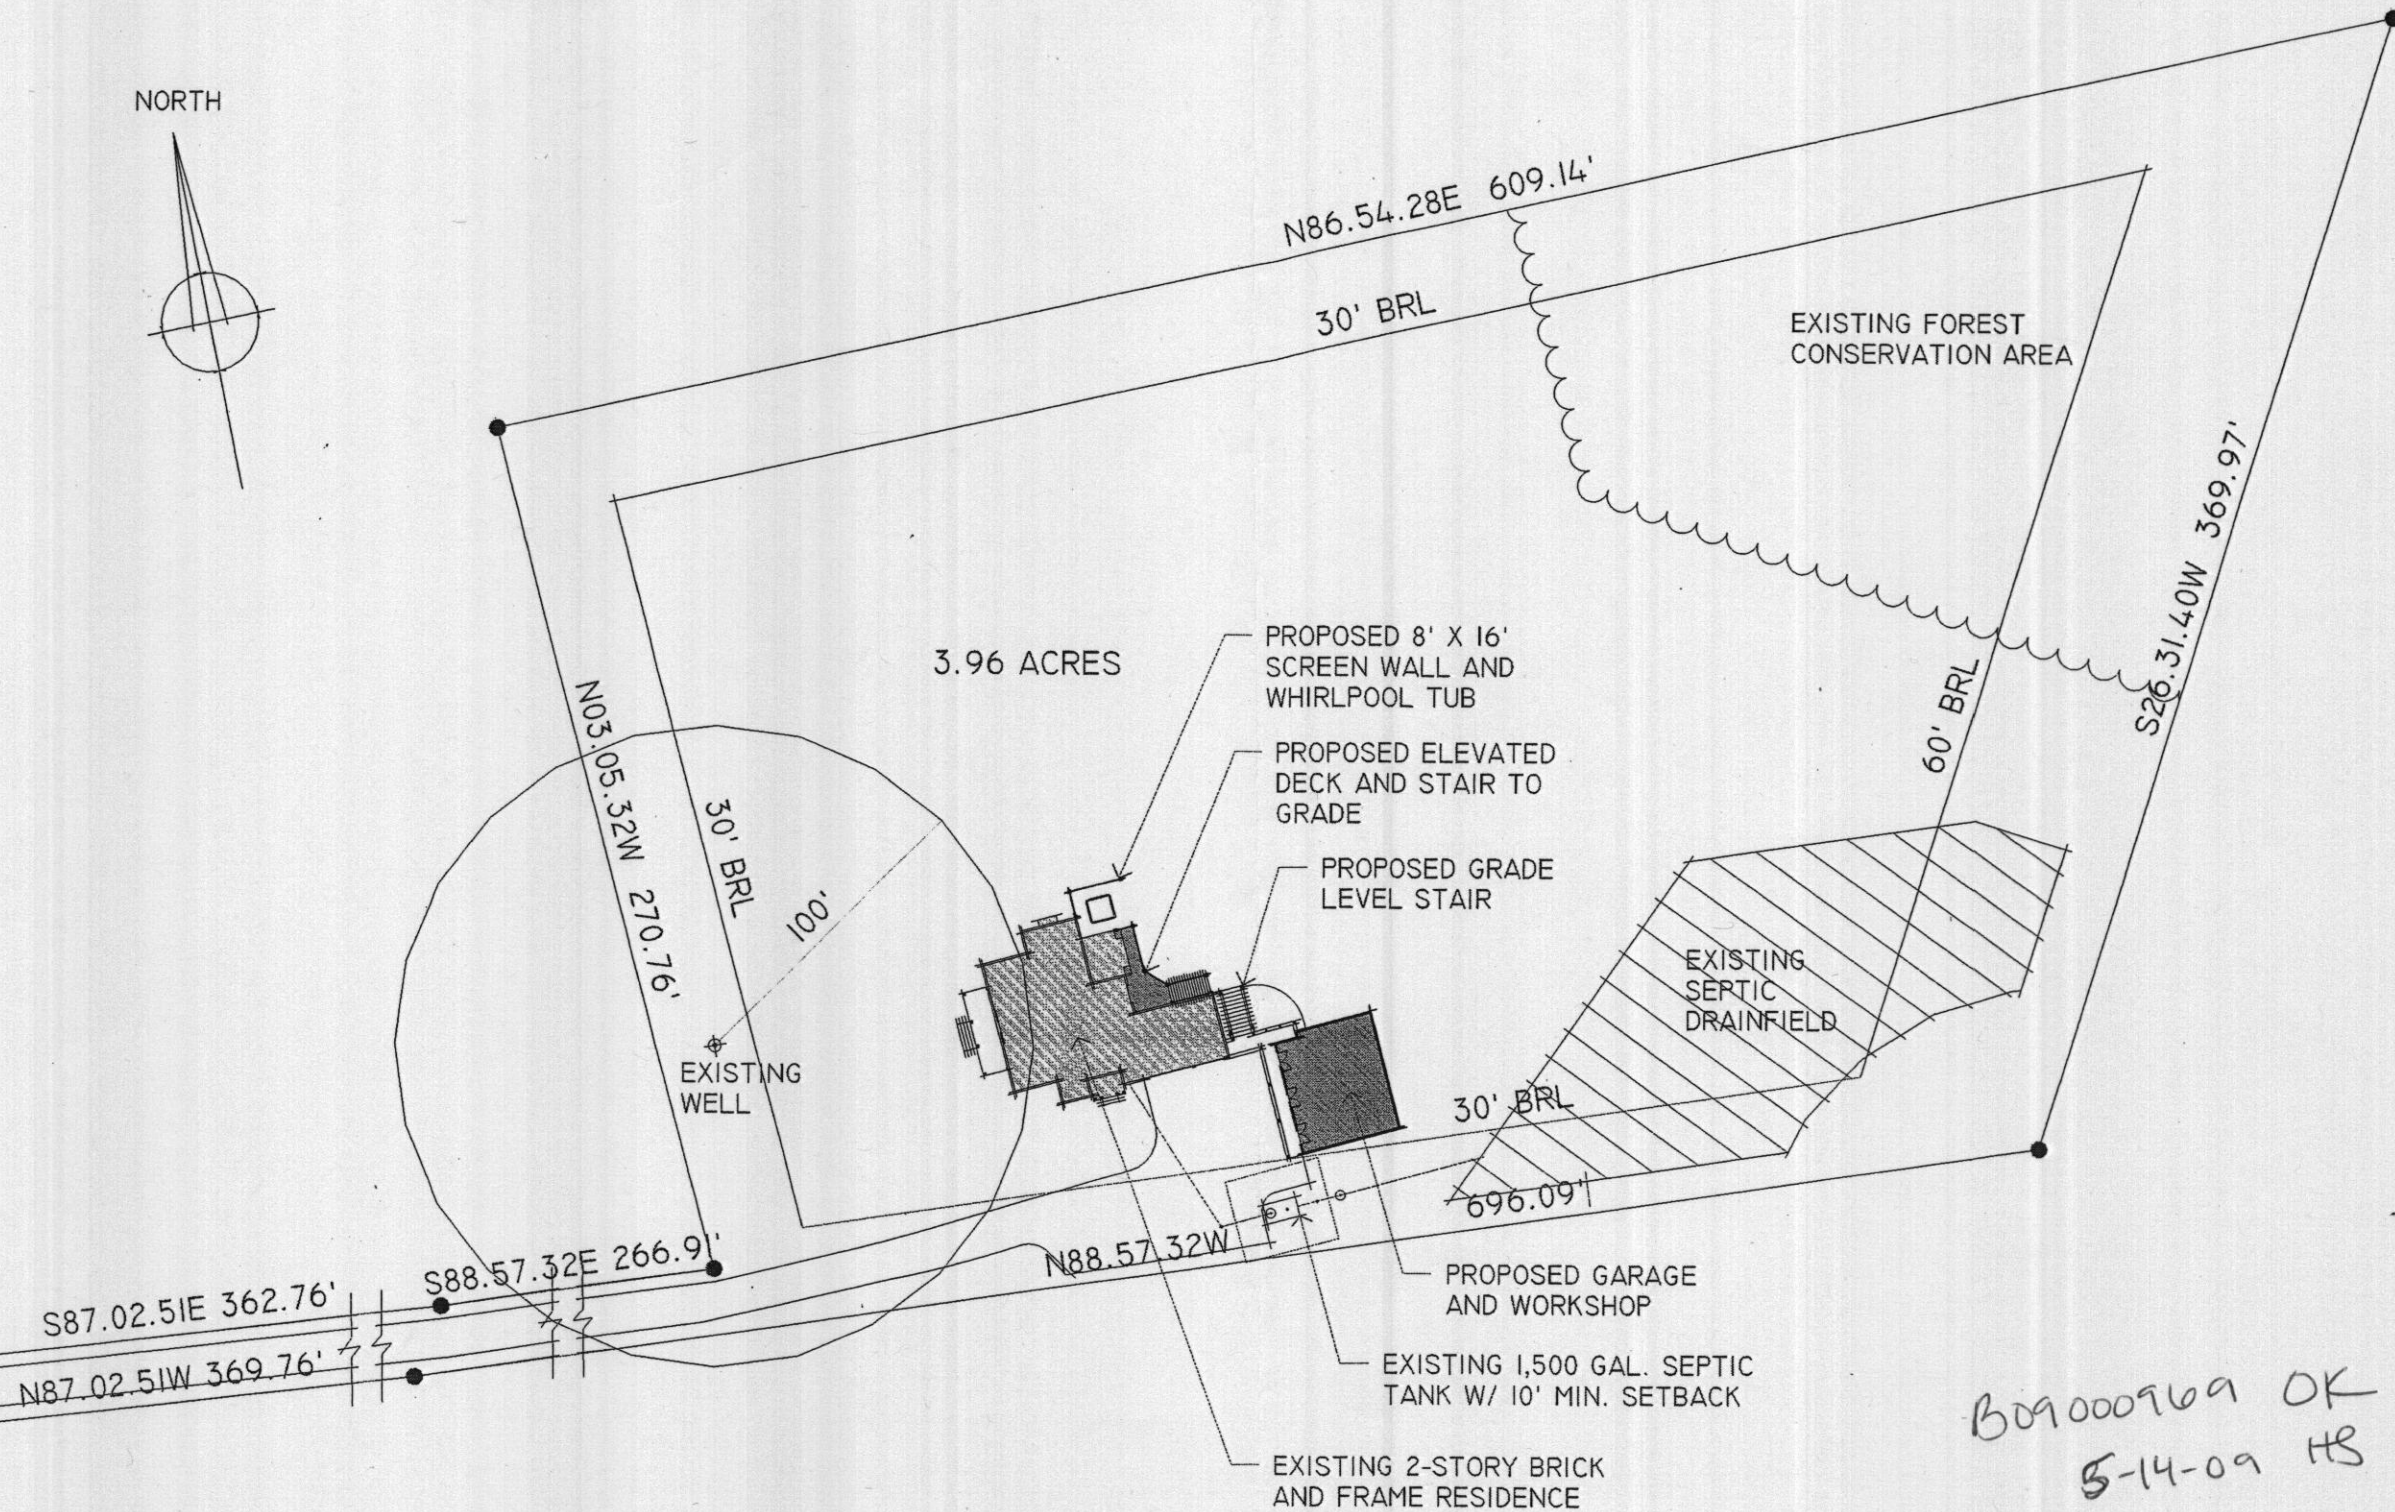 NORTH
N86.54.28E 609.14'
30' BRL
EXISTING FOREST
CONSERVATION AREA
S26.31.40W 369.97'
60' BRL
3.96 ACRES
PROPOSED 8' X 16'
SCREEN WALL AND
WHIRLPOOL TUB
PROPOSED ELEVATED
DECK AND STAIR TO
GRADE
PROPOSED GRADE
LEVEL STAIR
N03.05.32W 270.76'
30' BRL
100'
EXISTING
WELL
EXISTING
SEPTIC
DRAINFIELD
30' BRL
696.09'
N88.57.32W
S88.57.32E 266.91'
S87.02.51E 362.76'
N87.02.51W 369.76'
PROPOSED GARAGE
AND WORKSHOP
EXISTING 1,500 GAL. SEPTIC
TANK W/ 10' MIN. SETBACK
EXISTING 2-STORY BRICK
AND FRAME RESIDENCE
B09000969 OK
5-14-09 HS